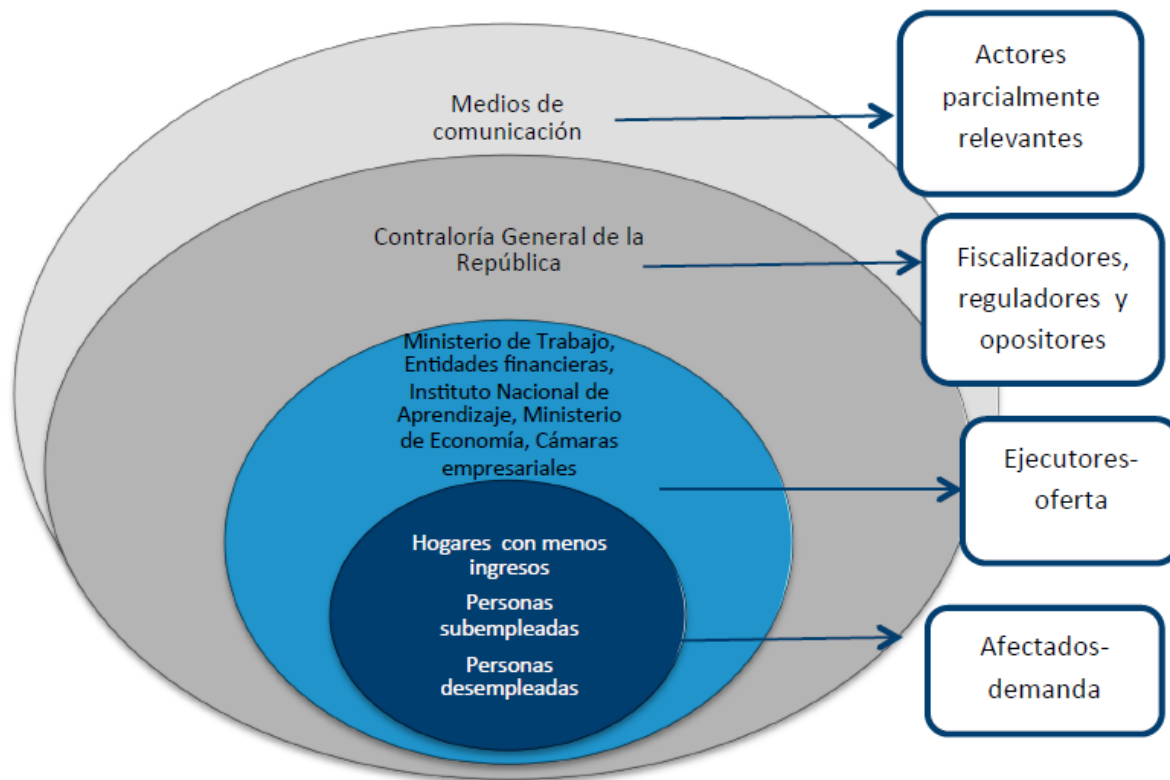 Medios de
comunicación
Actores
parcialmente
relevantes
Contraloría General de la
República
Fiscalizadores,
reguladores y
opositores
Ministerio de Trabajo,
Entidades financieras,
Instituto Nacional de
Aprendizaje, Ministerio
de Economía, Cámaras
empresariales
Ejecutores-
oferta
Hogares con menos
ingresos
Personas
subempleadas
Personas
desempleadas
Afectados-
demanda